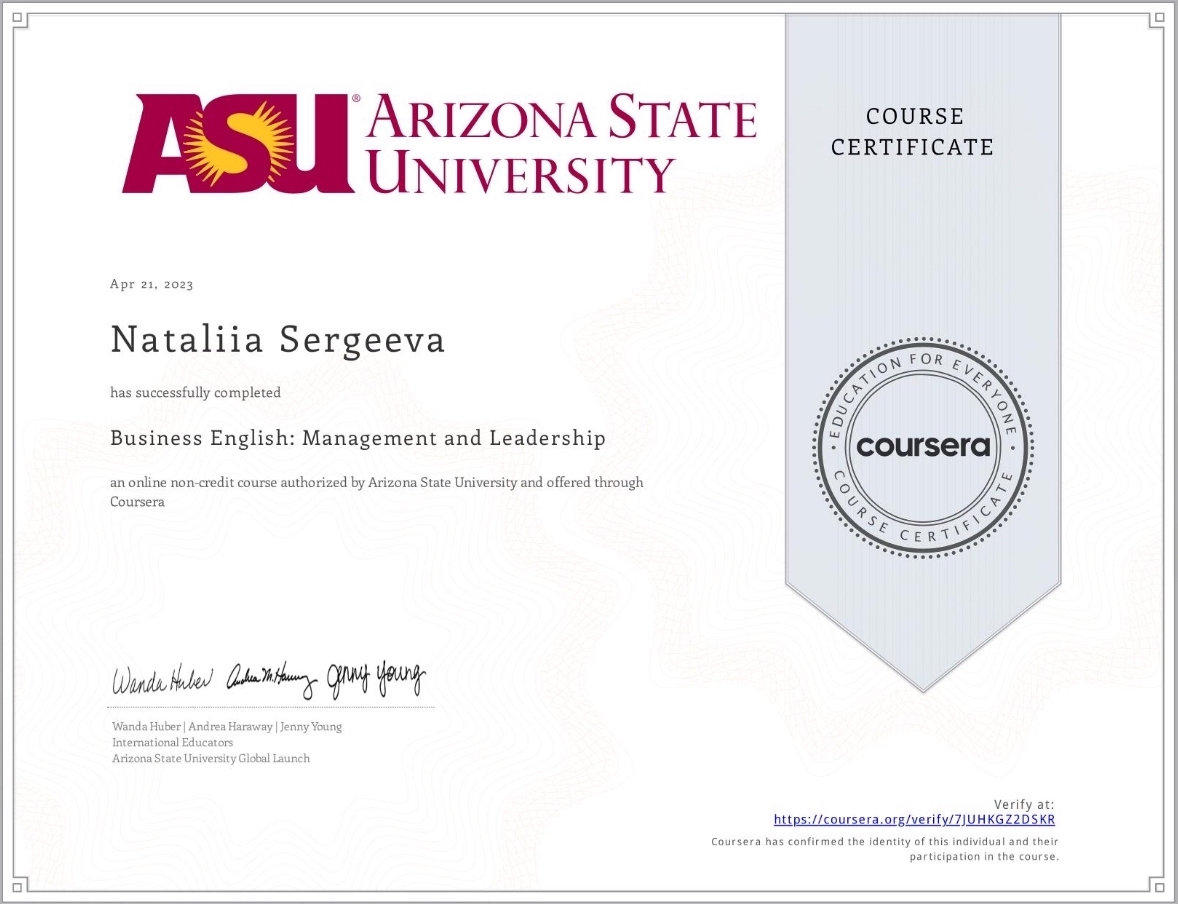 ASU® ARIZONA STATE
UNIVERSITY
COURSE
CERTIFICATE
Apr 21, 2023
Nataliia Sergeeva
has successfully completed
Business English: Management and Leadership
an online non-credit course authorized by Arizona State University and offered through
Coursera
EDUCATION FOR EVERYONE
coursera
COURSE CERTIFICATE
Wanda Huber Andrea M. Haraway Jenny Young
Wanda Huber | Andrea Haraway | Jenny Young
International Educators
Arizona State University Global Launch
Verify at:
https://coursera.org/verify/7JUHKGZ2DSKR
Coursera has confirmed the identity of this individual and their
participation in the course.